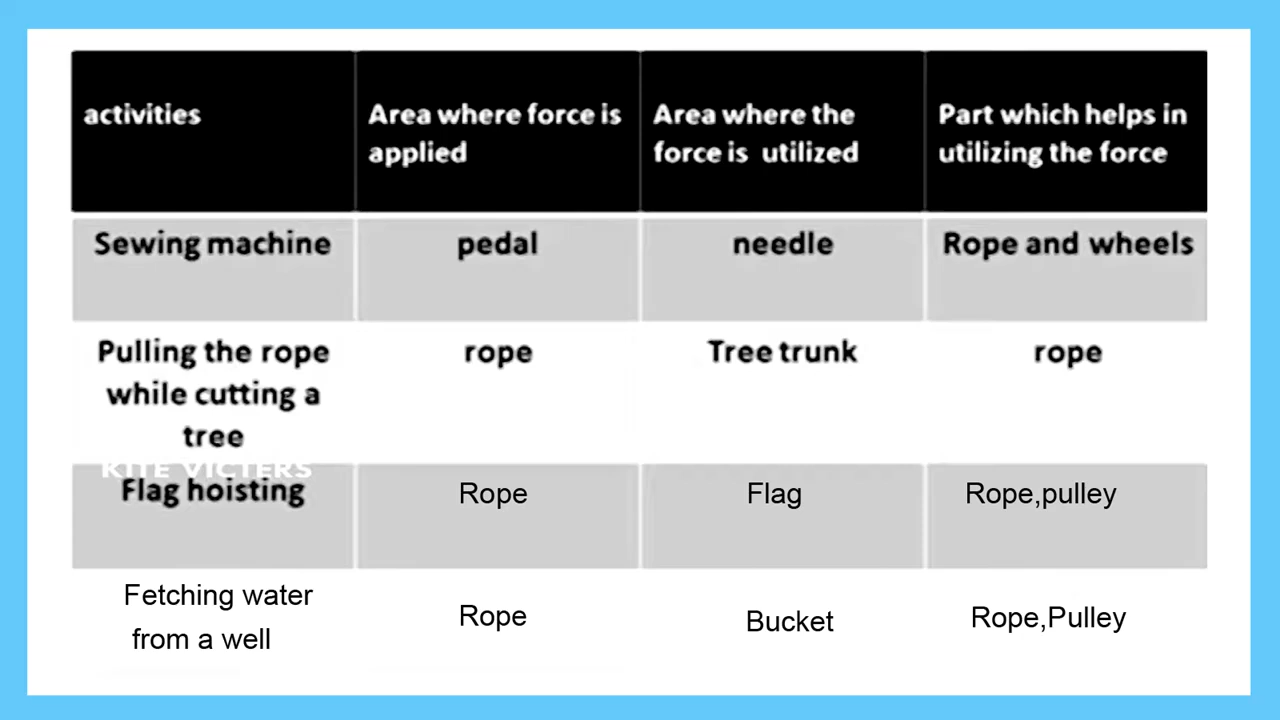 activities
Area where force is
applied
Area where the
force is utilized
Part which helps in
utilizing the force
Sewing machine
pedal
needle
Rope and wheels
Pulling the rope
while cutting a
tree
rope
Tree trunk
rope
KITE VICTERS
Flag hoisting
Rope
Flag
Rope,pulley
Fetching water
from a well
Rope
Bucket
Rope,Pulley